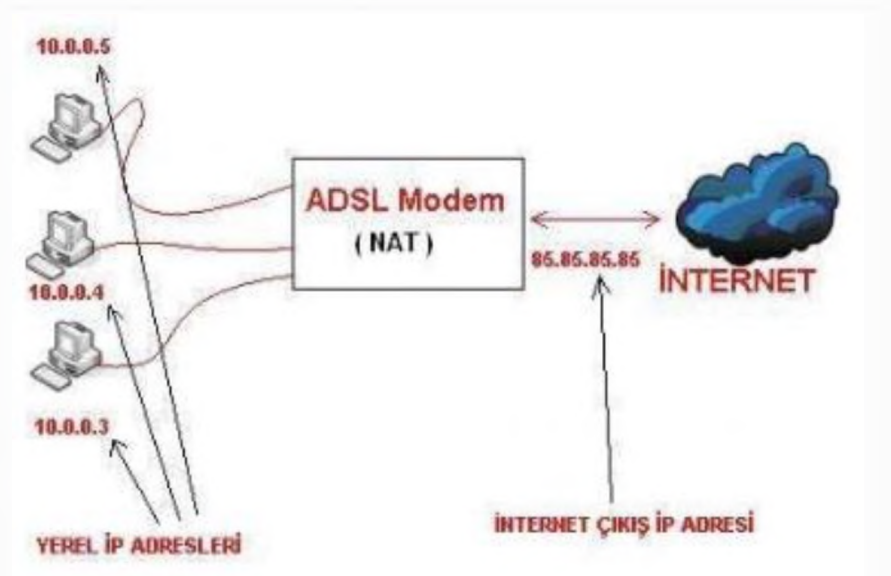 10.0.0.5
ADSL Modem
( NAT )
85.85.85.85
İNTERNET
10.0.0.4
10.0.0.3
YEREL İP ADRESLERİ
İNTERNET ÇIKIŞ İP ADRESİ